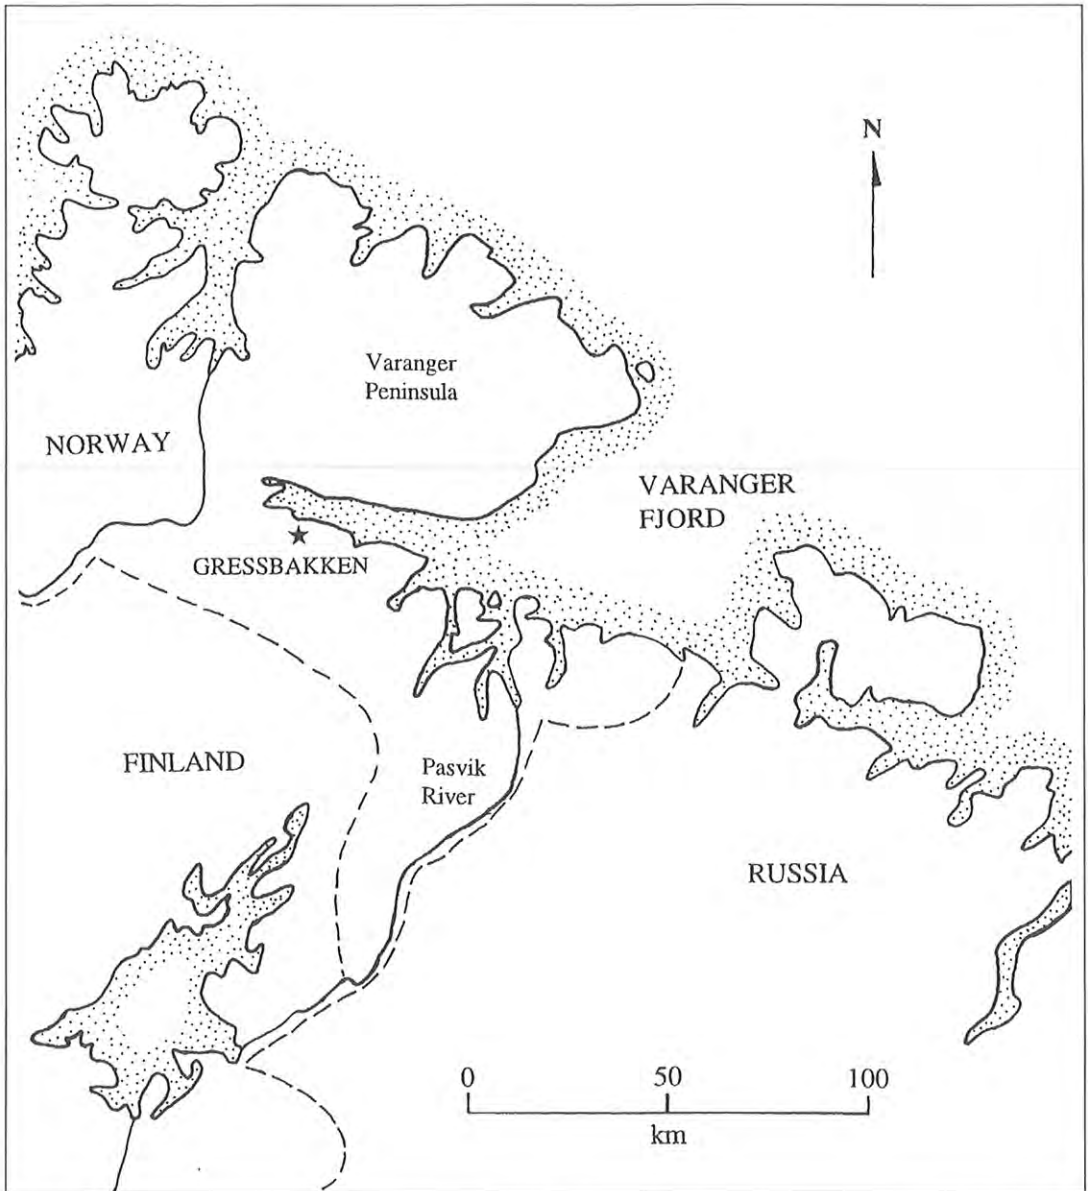 N
Varanger
Peninsula
NORWAY
VARANGER
FJORD
GRESSBAKKEN
FINLAND
Pasvik
River
RUSSIA
0 50 100
km